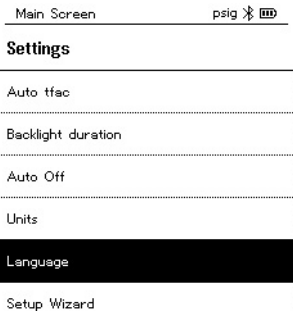 Main Screen psig
Settings
Auto tfac
Backlight duration
Auto Off
Units
Language
Setup Wizard